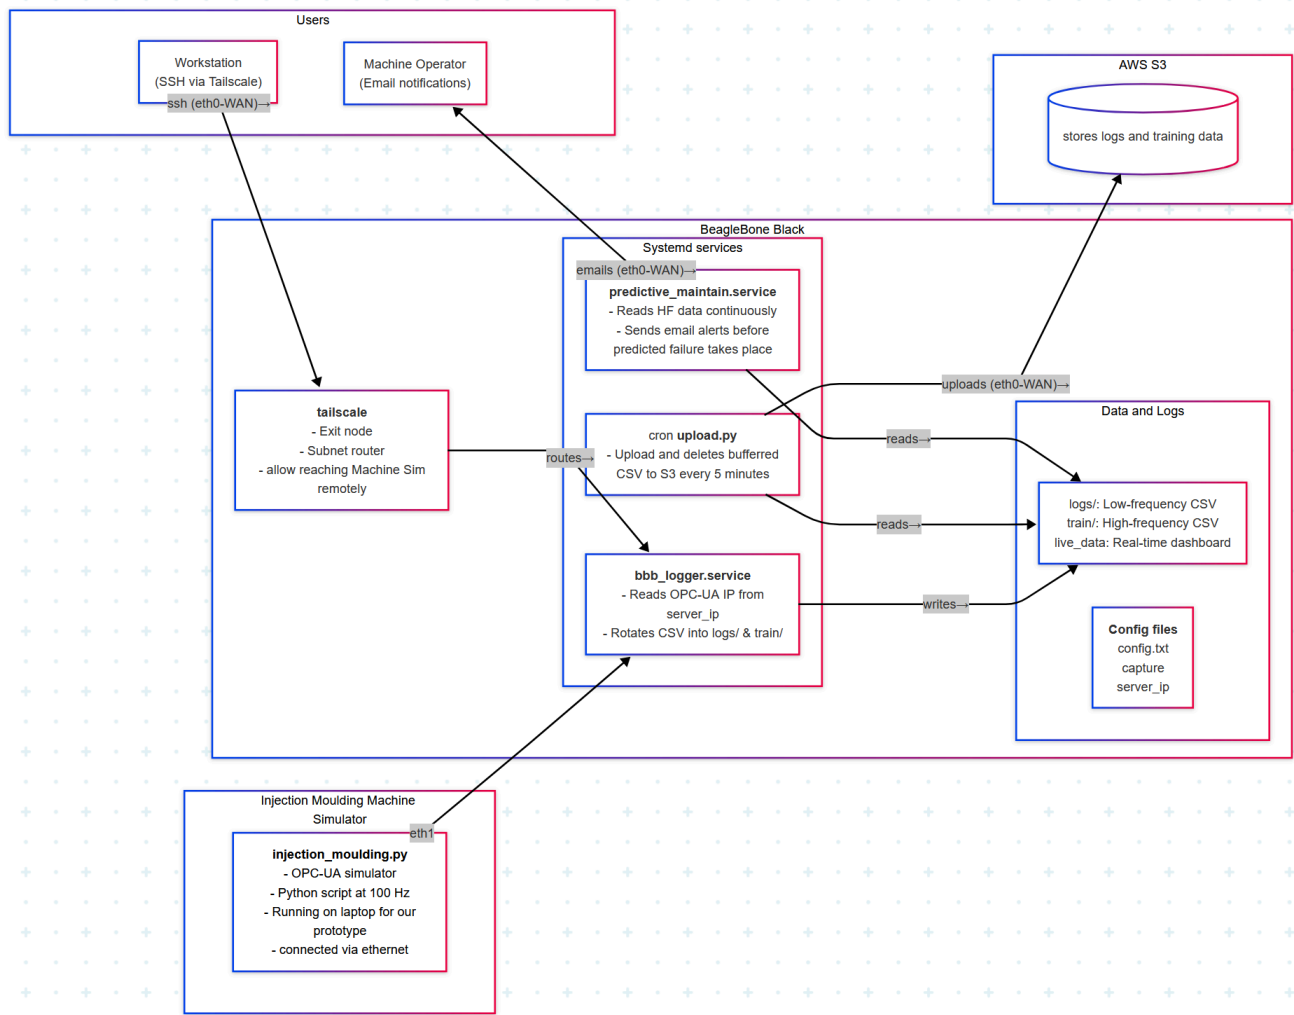 Users
Workstation
(SSH via Tailscale)
ssh (eth0-WAN)→
Machine Operator
(Email notifications)
AWS S3
stores logs and training data
BeagleBone Black
Systemd services
emails (eth0-WAN)→
predictive_maintain.service
- Reads HF data continuously
- Sends email alerts before
predicted failure takes place
uploads (eth0-WAN)→
tailscale
- Exit node
- Subnet router
- allow reaching Machine Sim
remotely
routes→
cron upload.py
- Upload and deletes bufferred
CSV to S3 every 5 minutes
reads→
reads→
bbb_logger.service
- Reads OPC-UA IP from
server_ip
- Rotates CSV into logs/ & train/
writes→
Data and Logs
logs/: Low-frequency CSV
train/: High-frequency CSV
live_data: Real-time dashboard
Config files
config.txt
capture
server_ip
Injection Moulding Machine
Simulator
eth1
injection_moulding.py
- OPC-UA simulator
- Python script at 100 Hz
- Running on laptop for our
prototype
- connected via ethernet